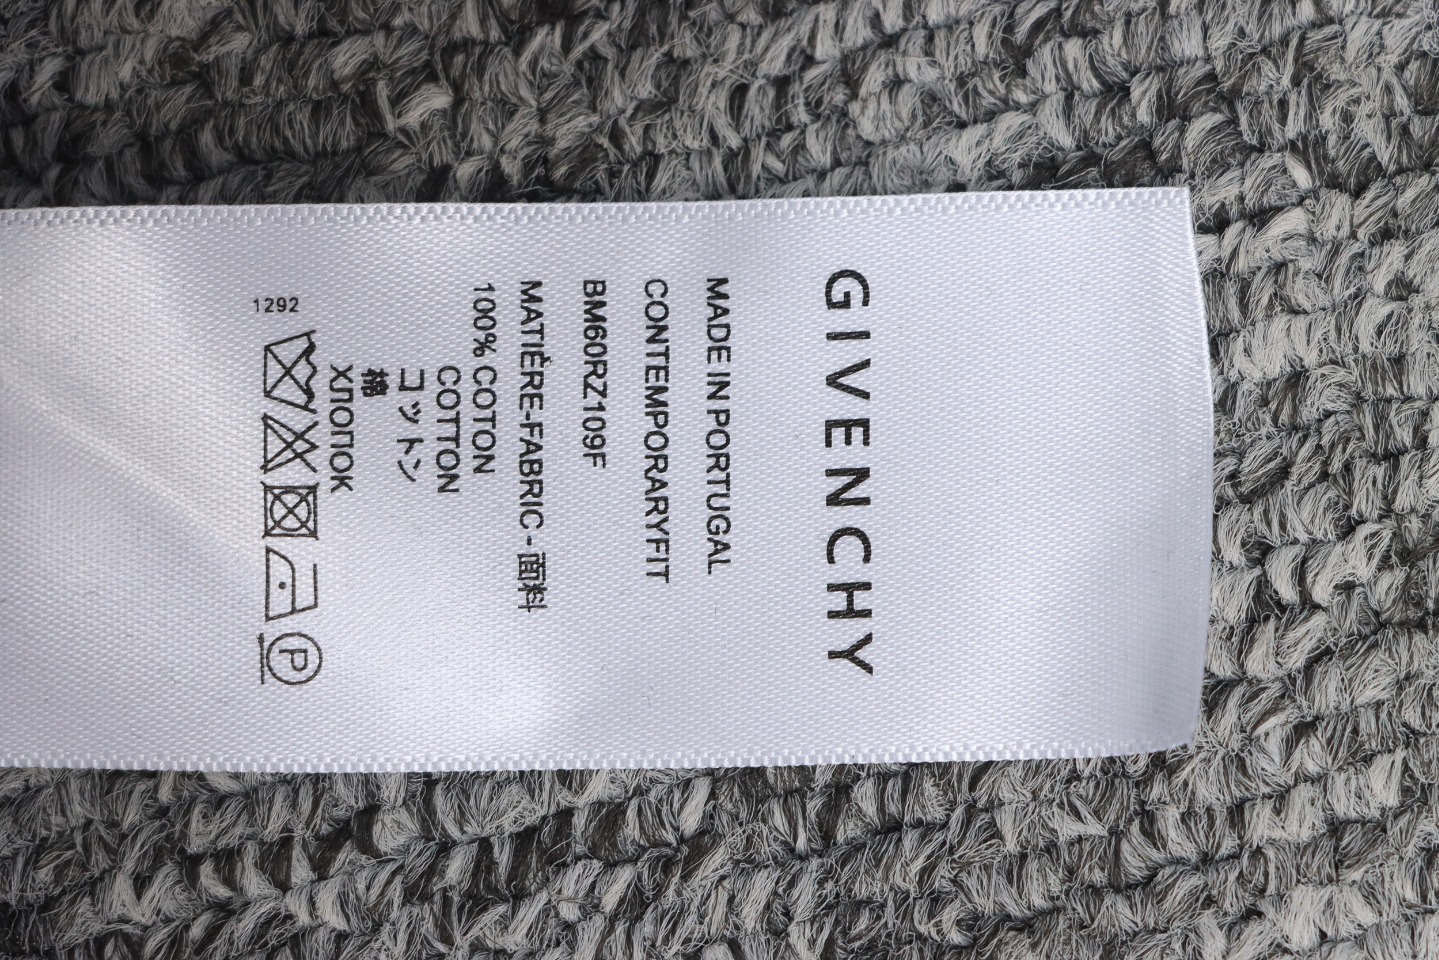 GIVENCHY
MADE IN PORTUGAL
CONTEMPORARYFIT
BM60RZ109F
MATIÈRE-FABRIC - 面料
100% COTON
COTTON
コットン
棉
ХЛОПОК
P
1292